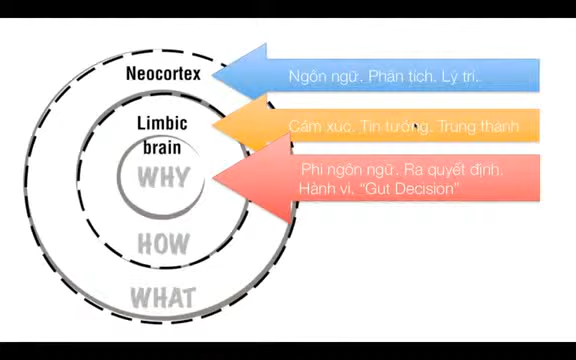 Neocortex
Ngôn ngữ. Phân tích. Lý trí.
Limbic
brain
Cảm xúc. Tin tưởng. Trung thành
WHY
Phi ngôn ngữ. Ra quyết định.
Hành vi, “Gut Decision”
HOW
WHAT